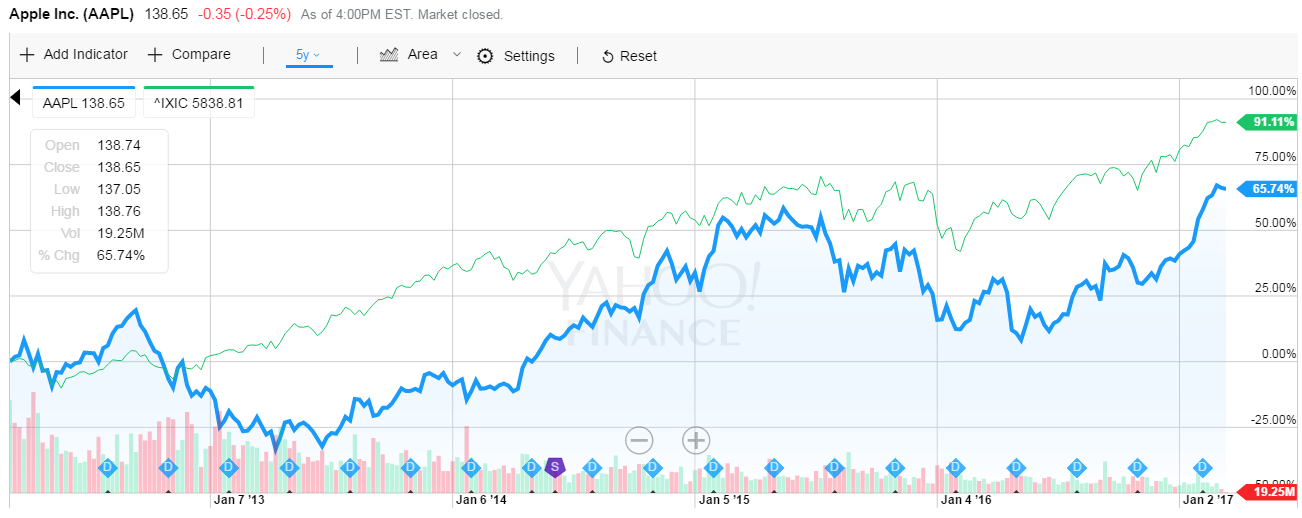 Apple Inc. (AAPL) 138.65 -0.35 (-0.25%) As of 4:00PM EST. Market closed.
Add Indicator Compare 5y Area Settings Reset
AAPL 138.65 ^IXIC 5838.81
Open 138.74
Close 138.65
Low 137.05
High 138.76
Vol 19.25M
% Chg 65.74%
100.00%
91.11%
75.00%
65.74%
50.00%
25.00%
0.00%
-25.00%
YAHOO!
FINANCE
D D D D D D D D S D D D D D D D D D D D
19.25M
Jan 7 '13 Jan 6 '14 Jan 5 '15 Jan 4 '16 Jan 2 '17